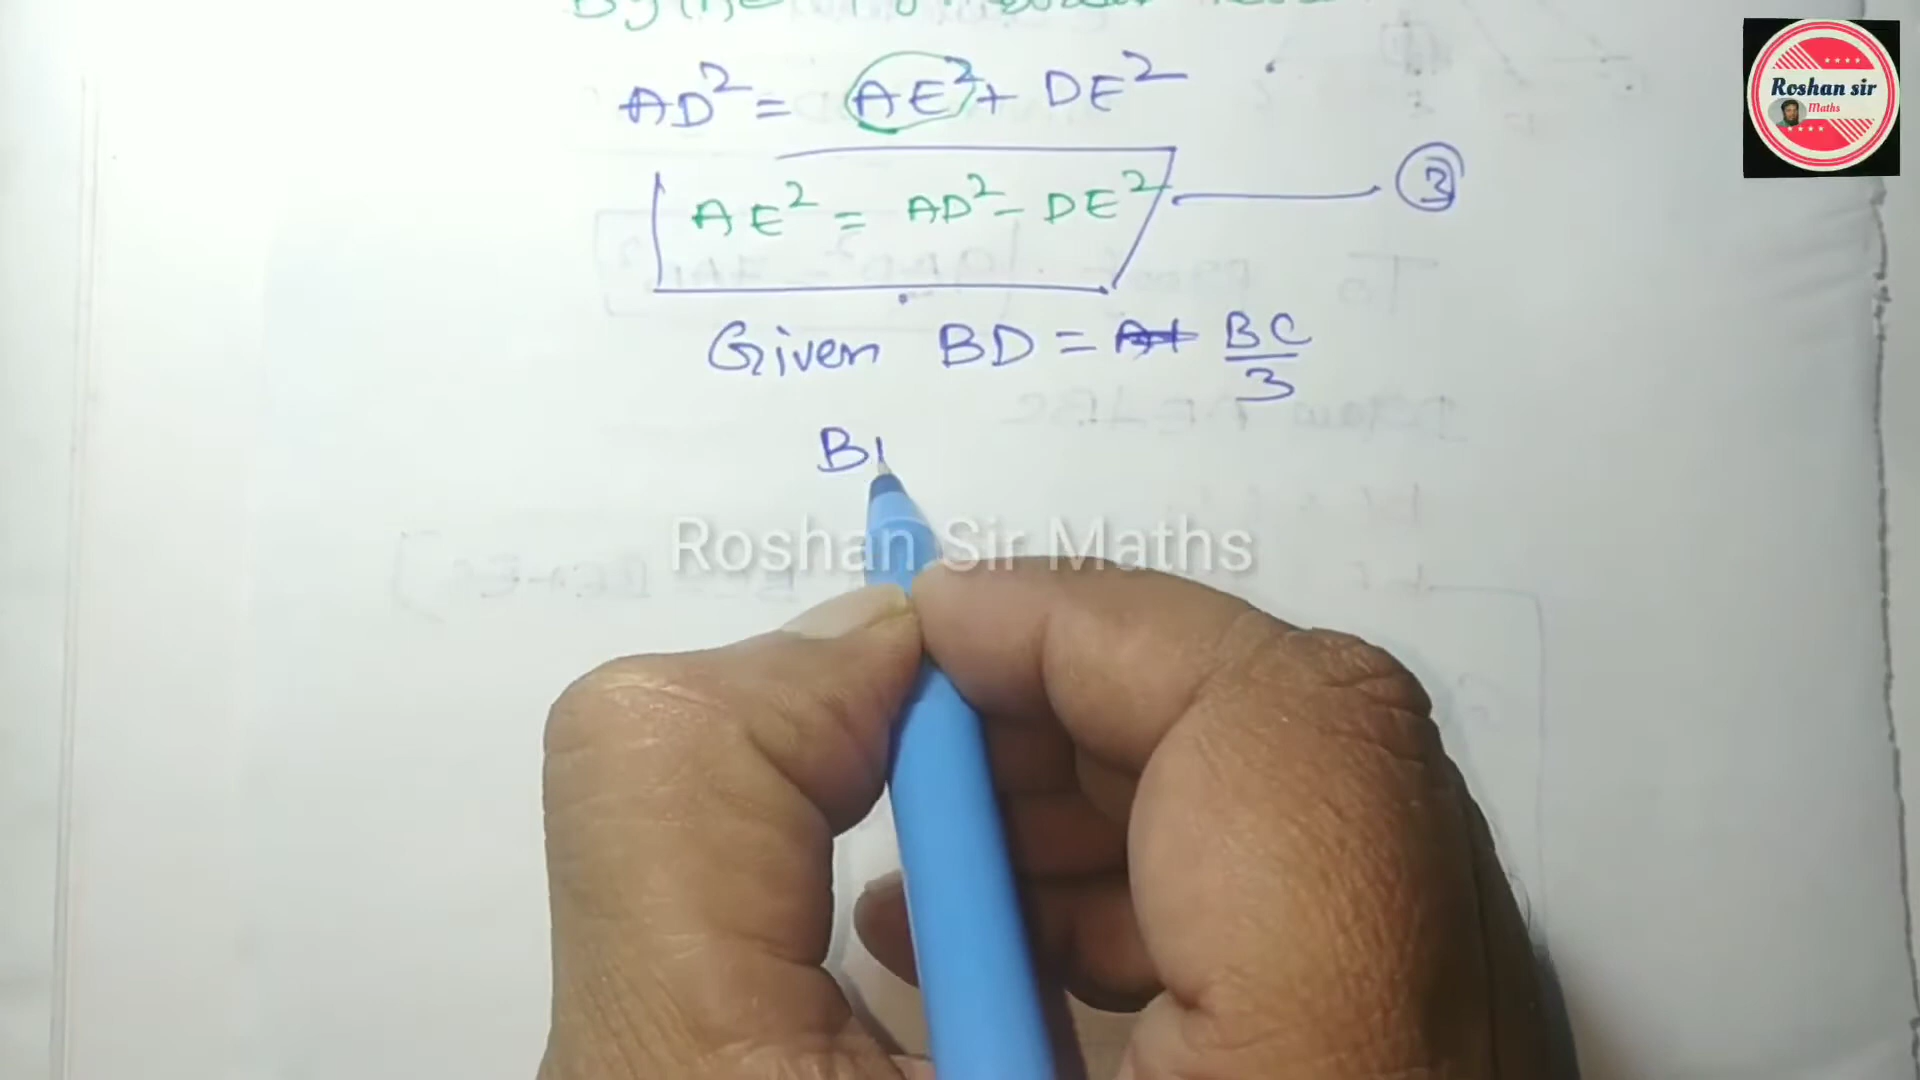 AD² = AE² + DE²
AE² = AD² - DE² ③
Given BD = BC/3
B
Roshan sir
Maths
Roshan Sir Maths